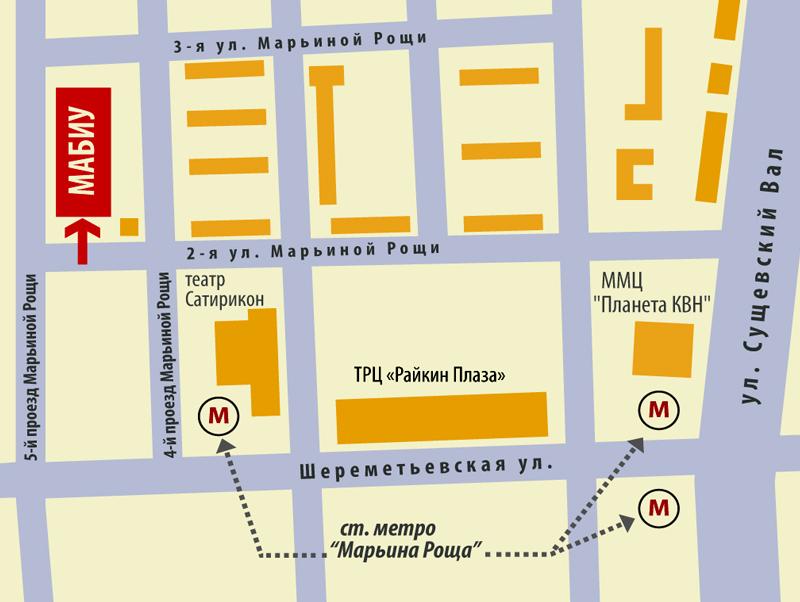 3-я ул. Марьиной Рощи
МАБИУ
2-я ул. Марьиной Рощи
театр
Сатирикон
ММЦ
"Планета КВН"
ул. Сущевский Вал
5-й проезд Марьиной Рощи
4-й проезд Марьиной Рощи
ТРЦ «Райкин Плаза»
М
М
Шереметьевская ул.
М
ст. метро
“Марьина Роща”